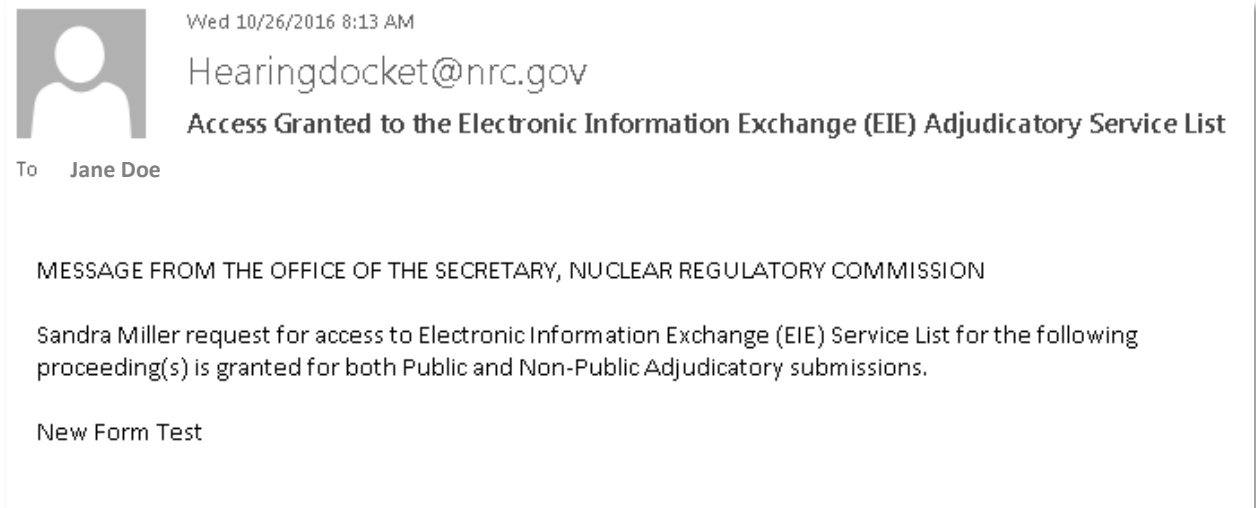 Wed 10/26/2016 8:13 AM
Hearingdocket@nrc.gov
Access Granted to the Electronic Information Exchange (EIE) Adjudicatory Service List
To Jane Doe
MESSAGE FROM THE OFFICE OF THE SECRETARY, NUCLEAR REGULATORY COMMISSION
Sandra Miller request for access to Electronic Information Exchange (EIE) Service List for the following
proceeding(s) is granted for both Public and Non-Public Adjudicatory submissions.
New Form Test